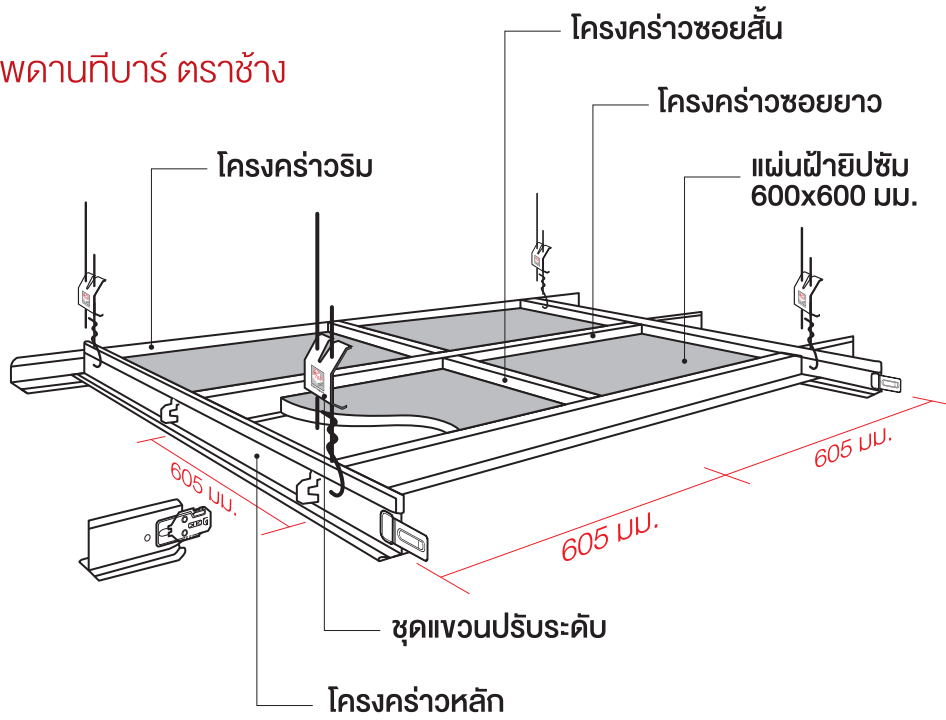 โครงคร่าวซอยสั้น
พดานทีบาร์ ตราช้าง
โครงคร่าวซอยยาว
โครงคร่าวริม
แผ่นฝ้ายิปซัม
600x600 มม.
605 มม.
605 มม.
605 มม.
ชุดแขวนปรับระดับ
โครงคร่าวหลัก